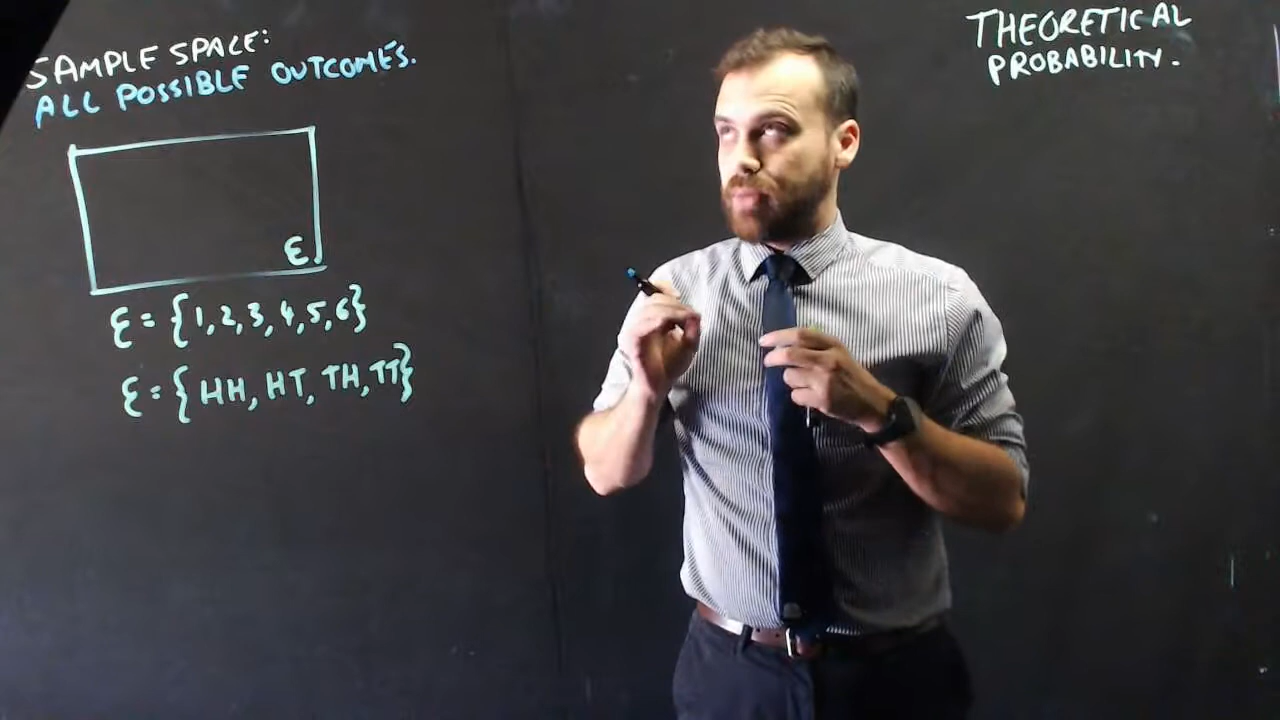 SAMPLE SPACE:
ALL POSSIBLE OUTCOMES.
ε
ε = {1,2,3,4,5,6}
ε = {HH, HT, TH, TT}
THEORETICAL
PROBABILITY.